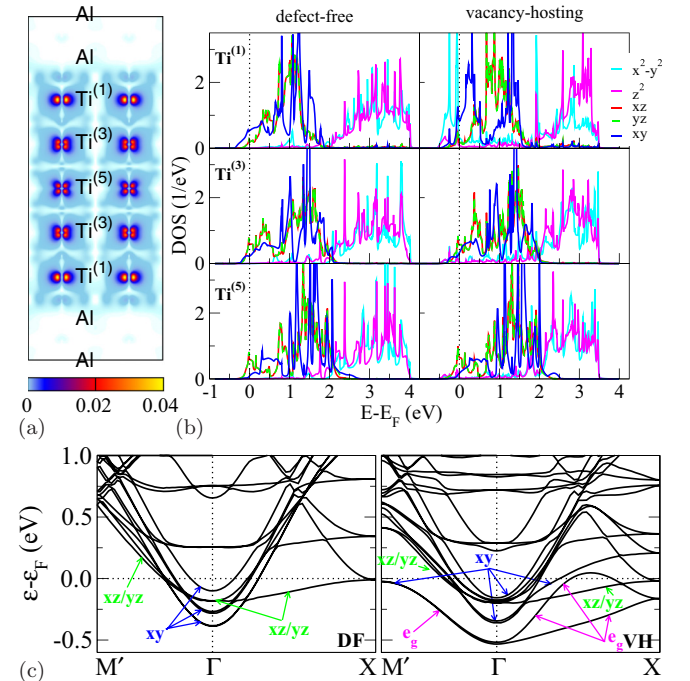 defect-free vacancy-hosting
Al
Al
Ti(1)
Ti(3)
Ti(5)
Ti(3)
Ti(1)
Al
Al
0 0.02 0.04
(a)
DOS (1/eV)
Ti(1)
2
0
Ti(3)
2
0
Ti(5)
2
0
x²-y²
z²
xz
yz
xy
-1 0 1 2 3 4 0 1 2 3 4
E-E_F (eV)
(b)
ε-ε_F (eV)
1.0
0.5
0.0
-0.5
xz/yz
xy
xz/yz
DF
xz/yz
xy
xz/yz
e_g
e_g
VH
M′ Γ X M′ Γ X
(c)